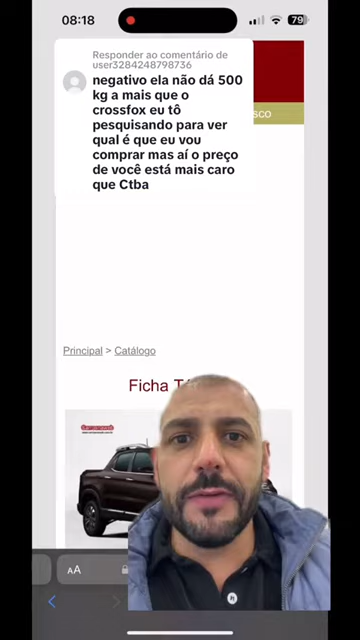 08:18
79
Responder ao comentário de
user3284248798736
negativo ela não dá 500
kg a mais que o
crossfox eu tô
pesquisando para ver
qual é que eu vou
comprar mas aí o preço
de você está mais caro
que Ctba
Principal > Catálogo
Ficha
AA